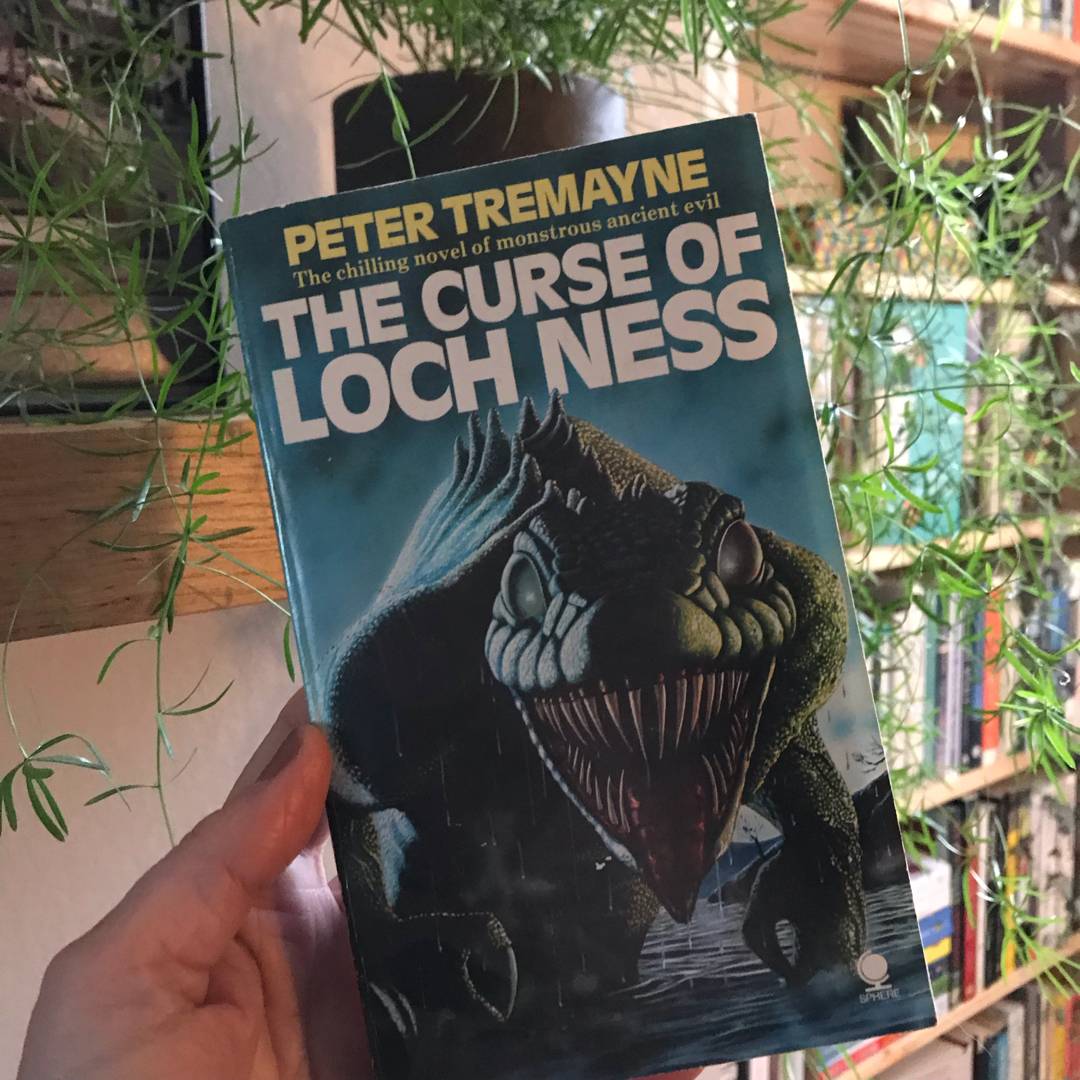 PETER TREMAYNE
The chilling novel of monstrous ancient evil
THE CURSE OF
LOCH NESS
SPHERE